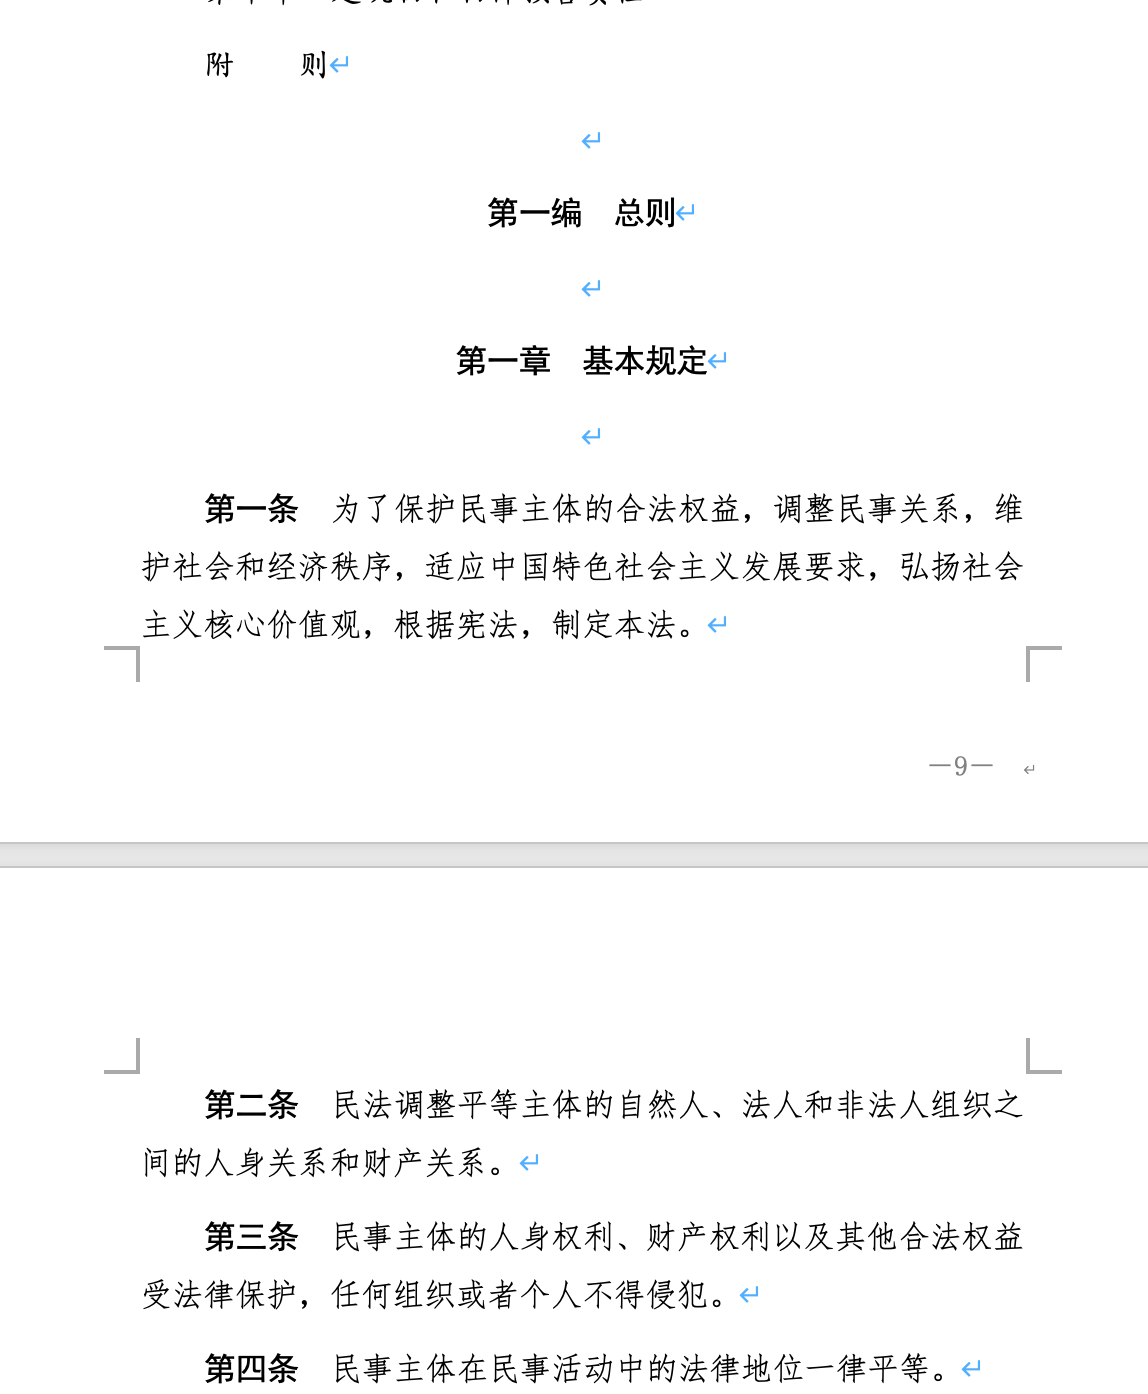 附　　则
第一编　总则
第一章　基本规定
第一条　为了保护民事主体的合法权益，调整民事关系，维
护社会和经济秩序，适应中国特色社会主义发展要求，弘扬社会
主义核心价值观，根据宪法，制定本法。
—9—
第二条　民法调整平等主体的自然人、法人和非法人组织之
间的人身关系和财产关系。
第三条　民事主体的人身权利、财产权利以及其他合法权益
受法律保护，任何组织或者个人不得侵犯。
第四条　民事主体在民事活动中的法律地位一律平等。